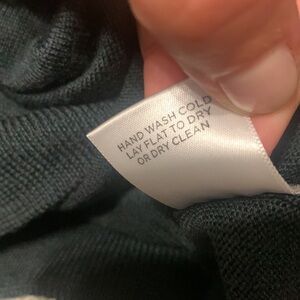 HAND WASH COLD
LAY FLAT TO DRY
OR DRY CLEAN